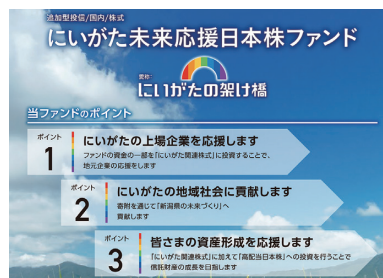 追加型投信/国内/株式
にいがた未来応援日本株ファンド
愛称:
にいがたの架け橋
当ファンドのポイント
ポイント
1
にいがたの上場企業を応援します
ファンドの資金の一部を「にいがた関連株式」に投資することで、
地元企業の応援をします
ポイント
2
にいがたの地域社会に貢献します
寄附を通じて「新潟県の未来づくり」へ
貢献します
ポイント
3
皆さまの資産形成を応援します
「にいがた関連株式」に加えて「高配当日本株」への投資を行うことで
信託財産の成長を目指します